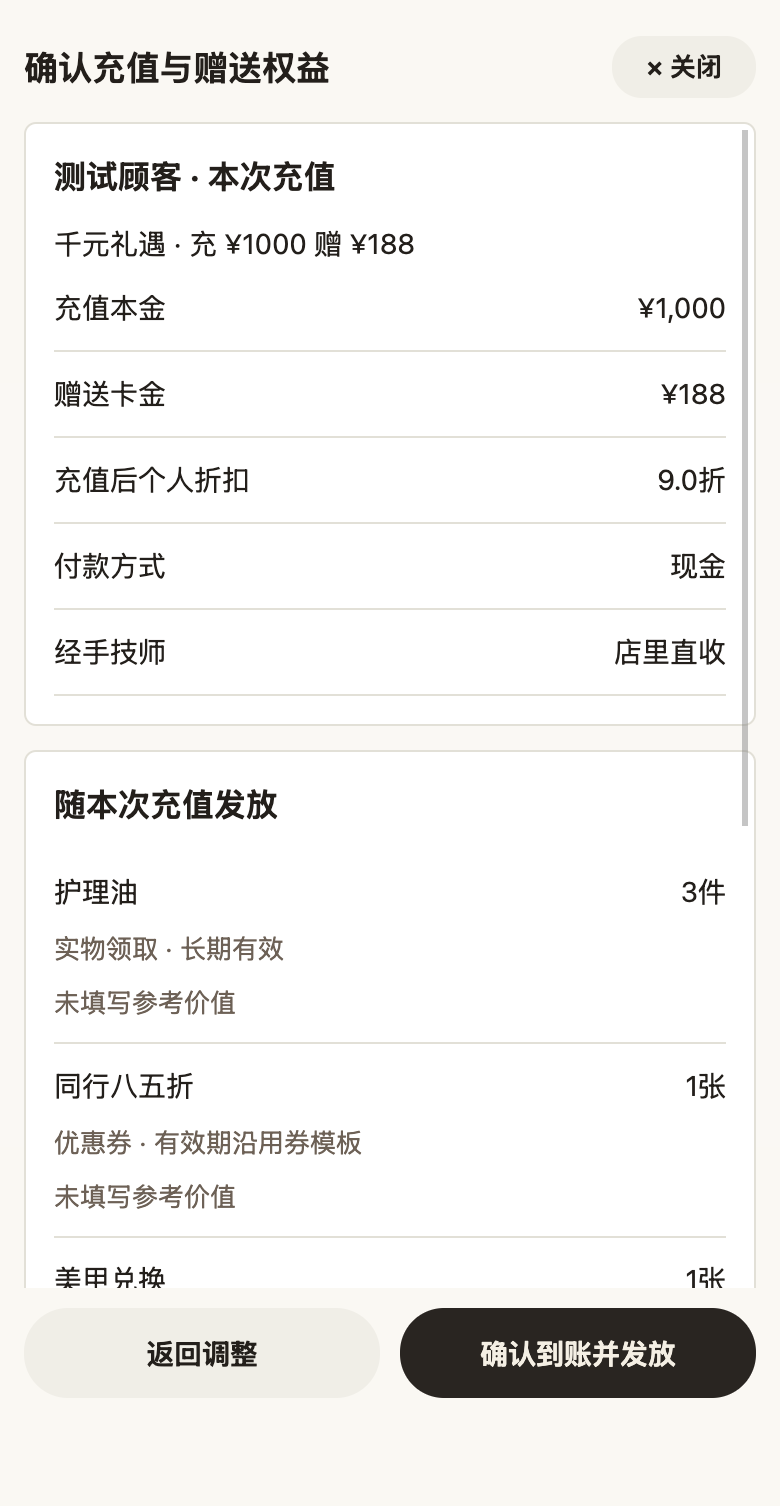 确认充值与赠送权益
× 关闭
测试顾客 · 本次充值
千元礼遇 · 充 ¥1000 赠 ¥188
充值本金 ¥1,000
赠送卡金 ¥188
充值后个人折扣 9.0折
付款方式 现金
经手技师 店里直收
随本次充值发放
护理油 3件
实物领取 · 长期有效
未填写参考价值
同行八五折 1张
优惠券 · 有效期沿用券模板
未填写参考价值
美甲兑换 1张
返回调整 确认到账并发放